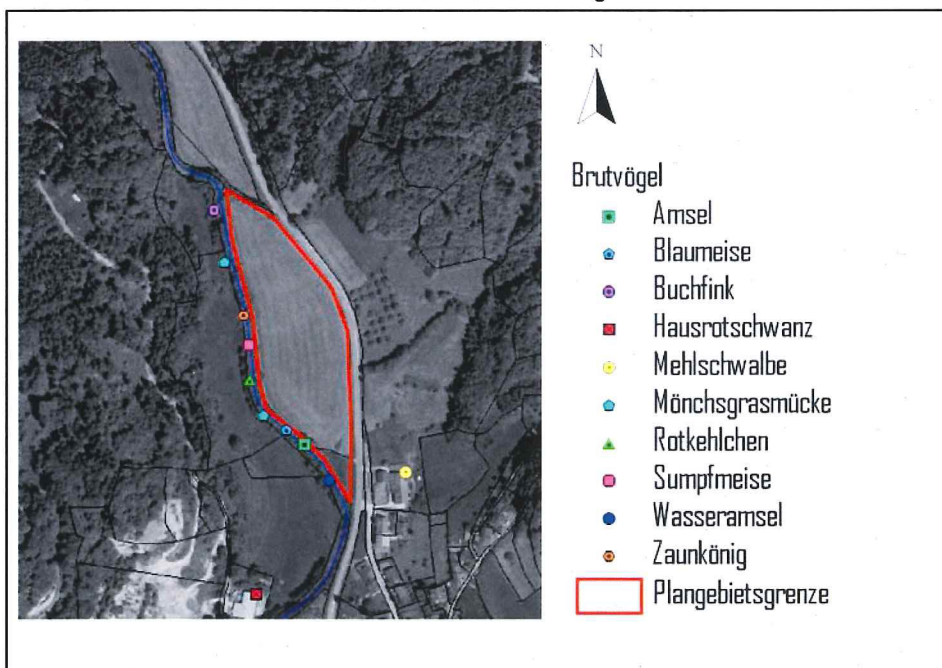 N
Brutvögel
Amsel
Blaumeise
Buchfink
Hausrotschwanz
Mehlschwalbe
Mönchsgrasmücke
Rotkehlchen
Sumpfmeise
Wasseramsel
Zaunkönig
Plangebietsgrenze